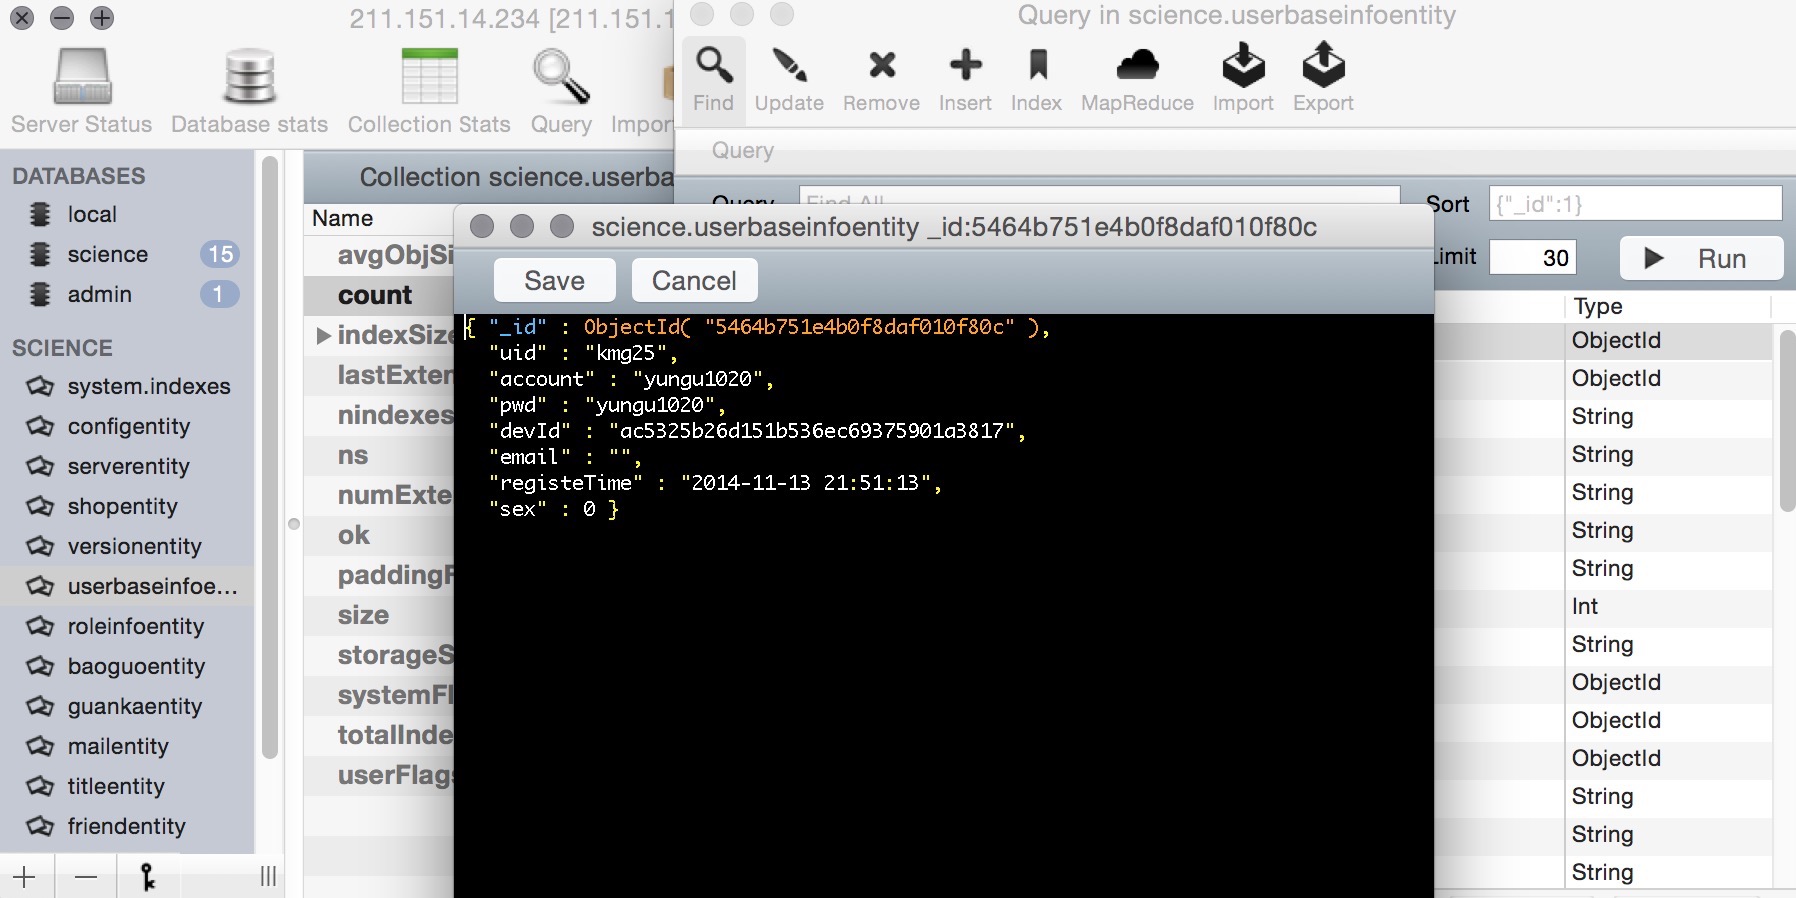 211.151.14.234 [211.151.1
Server Status
Database stats
Collection Stats
Query
Impor
DATABASES
local
science 15
admin 1
SCIENCE
system.indexes
configentity
serverentity
shopentity
versionentity
userbaseinfoe...
roleinfoentity
baoguoentity
guankaentity
mailentity
titleentity
friendentity
Collection science.userba
Name
avgObjSi
count
indexSize
lastExten
nindexes
ns
numExte
ok
paddingF
size
storageS
systemFl
totalInde
userFlags
Query in science.userbaseinfoentity
Find
Update
Remove
Insert
Index
MapReduce
Import
Export
Query
Query
Find All
Sort
{"_id":1}
Limit
30
Run
science.userbaseinfoentity _id:5464b751e4b0f8daf010f80c
Save
Cancel
{ "_id" : ObjectId( "5464b751e4b0f8daf010f80c" ),
"uid" : "kmg25",
"account" : "yungu1020",
"pwd" : "yungu1020",
"devId" : "ac5325b26d151b536ec69375901a3817",
"email" : "",
"registeTime" : "2014-11-13 21:51:13",
"sex" : 0 }
Type
ObjectId
ObjectId
String
String
String
String
String
Int
String
ObjectId
ObjectId
ObjectId
String
String
String